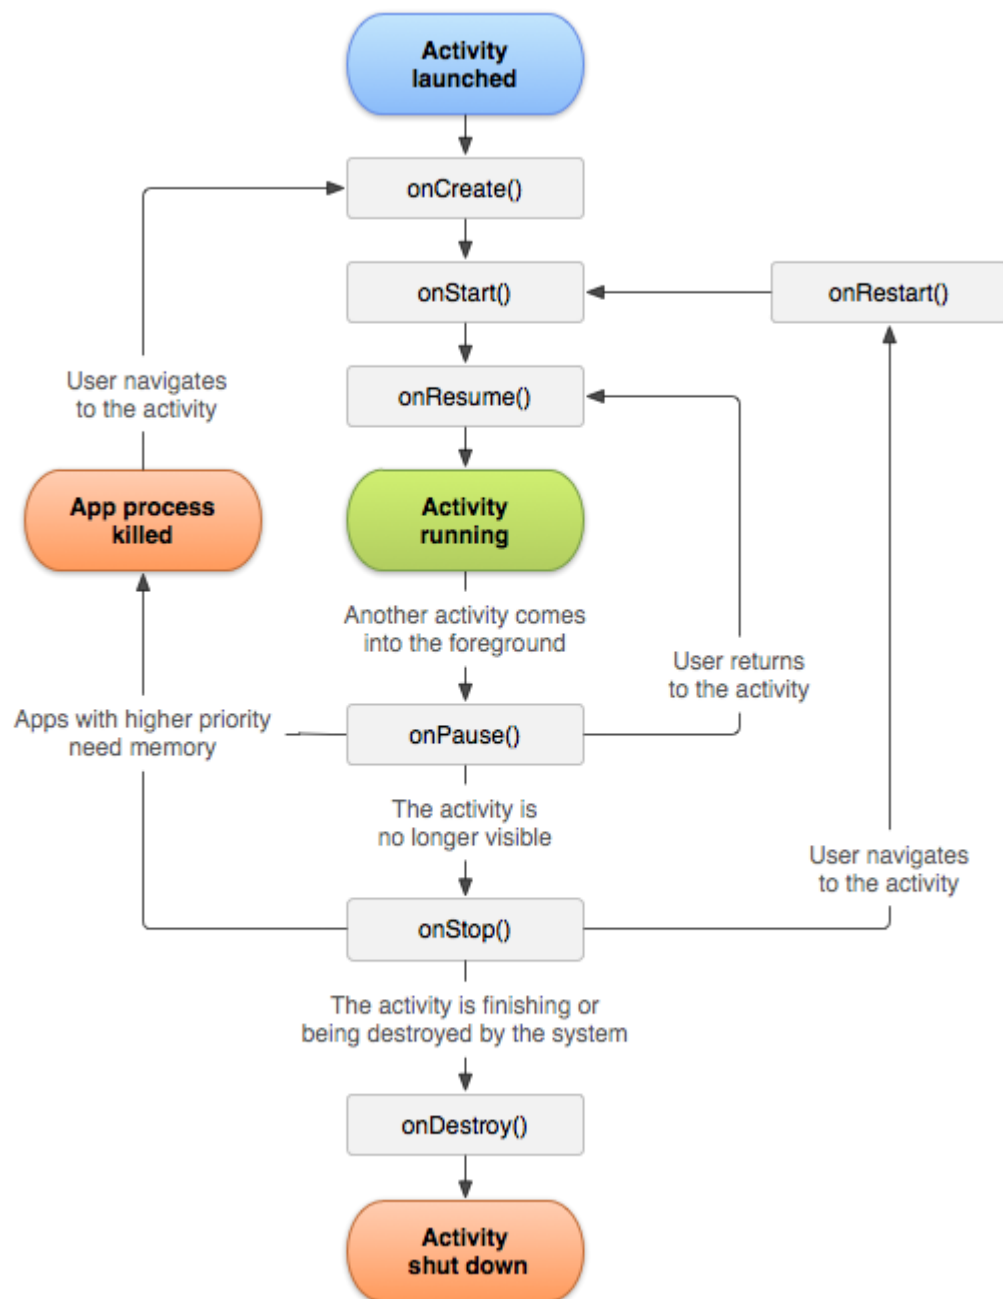 Activity
launched
onCreate()
onStart()
onRestart()
User navigates
to the activity
onResume()
App process
killed
Activity
running
Another activity comes
into the foreground
User returns
to the activity
Apps with higher priority
need memory
onPause()
The activity is
no longer visible
User navigates
to the activity
onStop()
The activity is finishing or
being destroyed by the system
onDestroy()
Activity
shut down